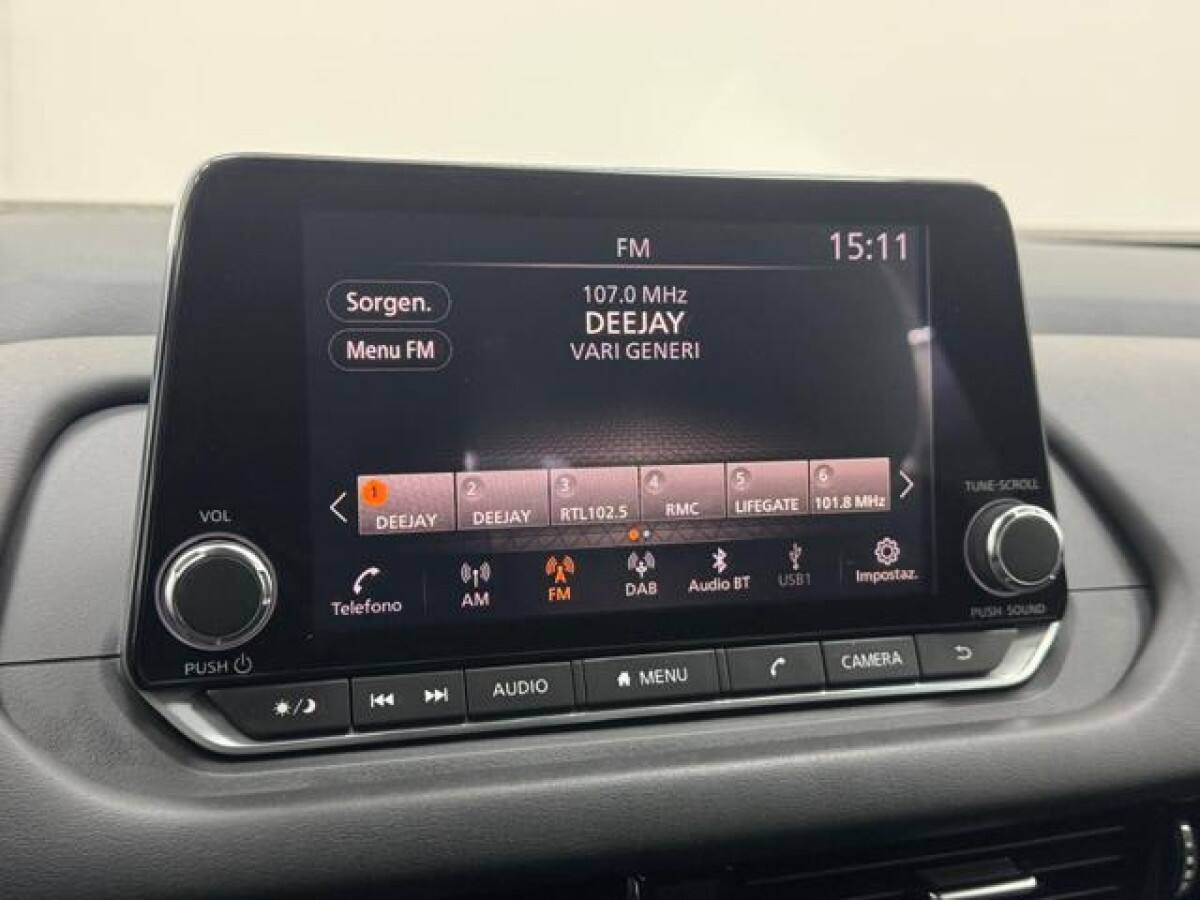 FM
15:11
Sorgen.
107.0 MHz
DEEJAY
Menu FM
VARI GENERI
1
DEEJAY
2
DEEJAY
3
RTL102.5
4
RMC
5
LIFEGATE
6
101.8 MHz
TUNE-SCROLL
VOL
Telefono
AM
FM
DAB
Audio BT
USB1
Impostaz.
PUSH SOUND
PUSH
AUDIO
MENU
CAMERA